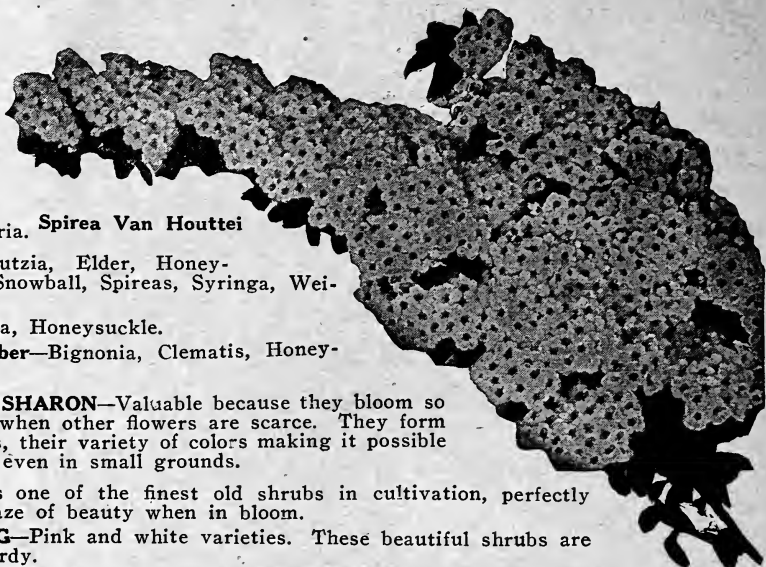 ria. Spirea Van Houttei
utzia, Elder, Honey-
Snowball, Spireas, Syringa, Wei-
a, Honeysuckle.
ber—Bignonia, Clematis, Honey-
SHARON—Valuable because they bloom so
when other flowers are scarce. They form
s, their variety of colors making it possible
even in small grounds.
s one of the finest old shrubs in cultivation, perfectly
aze of beauty when in bloom.
G—Pink and white varieties. These beautiful shrubs are
rdy.